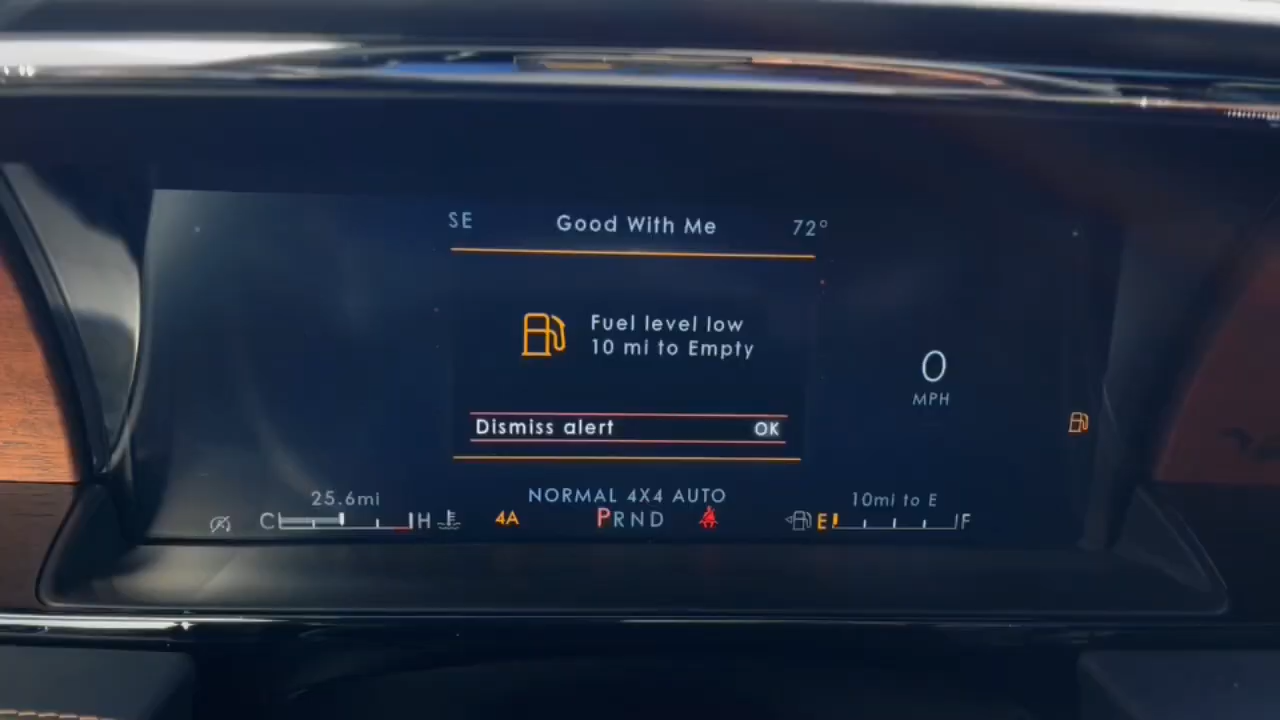 SE Good With Me 72°
Fuel level low
10 mi to Empty
Dismiss alert OK
0
MPH
NORMAL 4X4 AUTO
25.6mi
10mi to E
C H 4A PRND E F